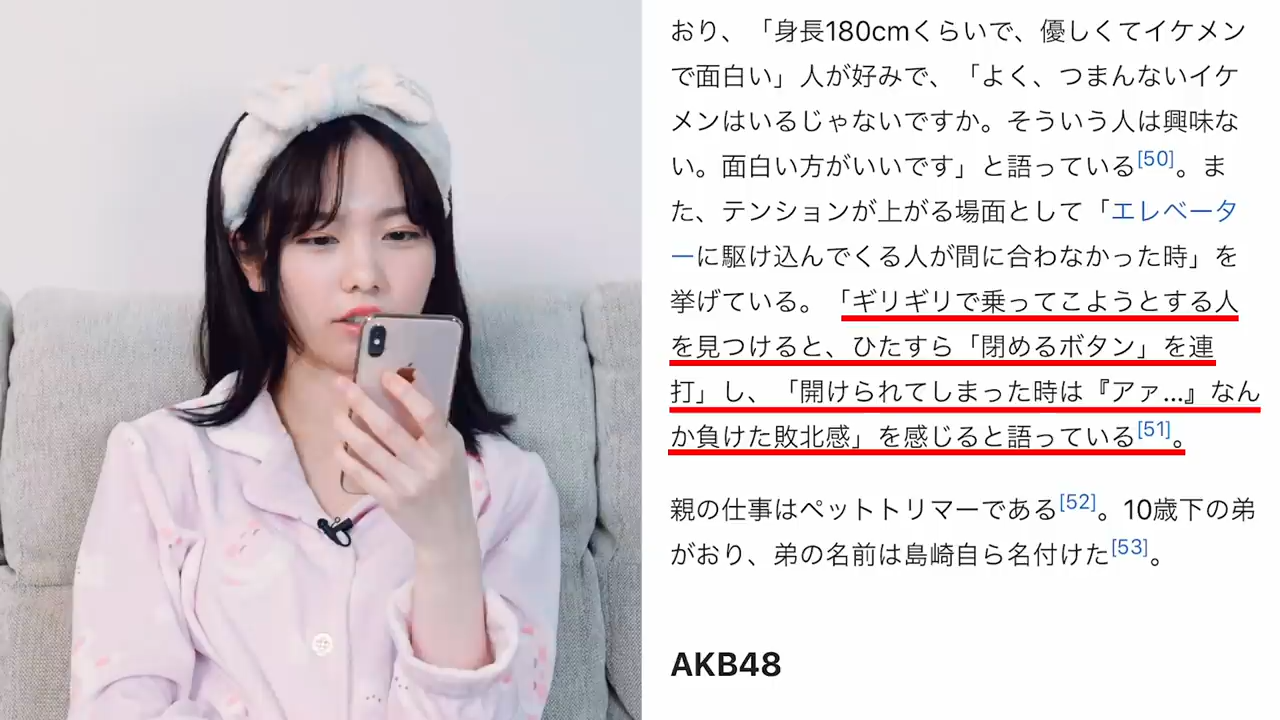 おり、「身長180cmくらいで、優しくてイケメン
で面白い」人が好みで、「よく、つまんないイケ
メンはいるじゃないですか。そういう人は興味な
い。面白い方がいいです」と語っている[50]。ま
た、テンションが上がる場面として「エレベータ
ーに駆け込んでくる人が間に合わなかった時」を
挙げている。「ギリギリで乗ってこようとする人
を見つけると、ひたすら「閉めるボタン」を連
打」し、「開けられてしまった時は『アァ...』なん
か負けた敗北感」を感じると語っている[51]。
親の仕事はペットトリマーである[52]。10歳下の弟
がおり、弟の名前は島崎自ら名付けた[53]。
AKB48